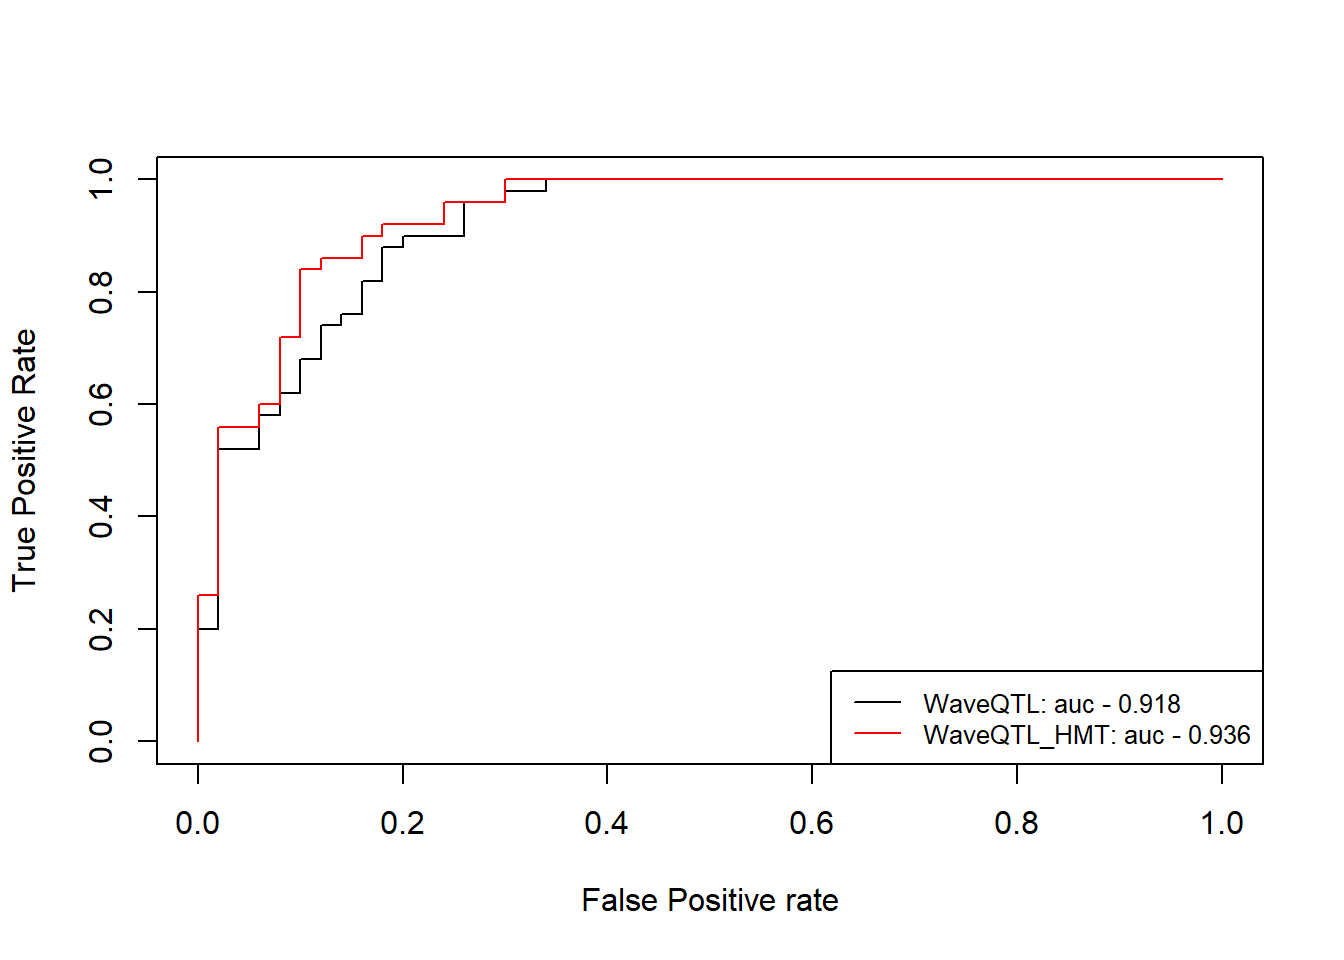 True Positive Rate
1.0
0.8
0.6
0.4
0.2
0.0
WaveQTL: auc - 0.918
WaveQTL_HMT: auc - 0.936
0.0 0.2 0.4 0.6 0.8 1.0
False Positive rate